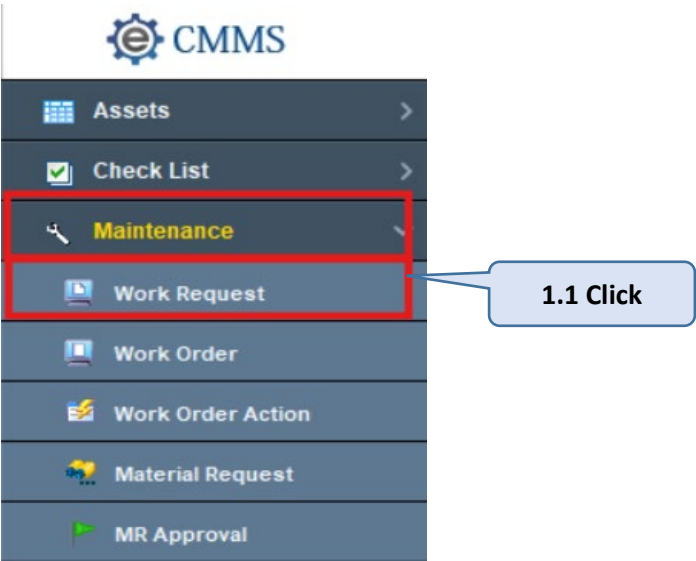 e CMMS
Assets
Check List
Maintenance
Work Request
1.1 Click
Work Order
Work Order Action
Material Request
MR Approval